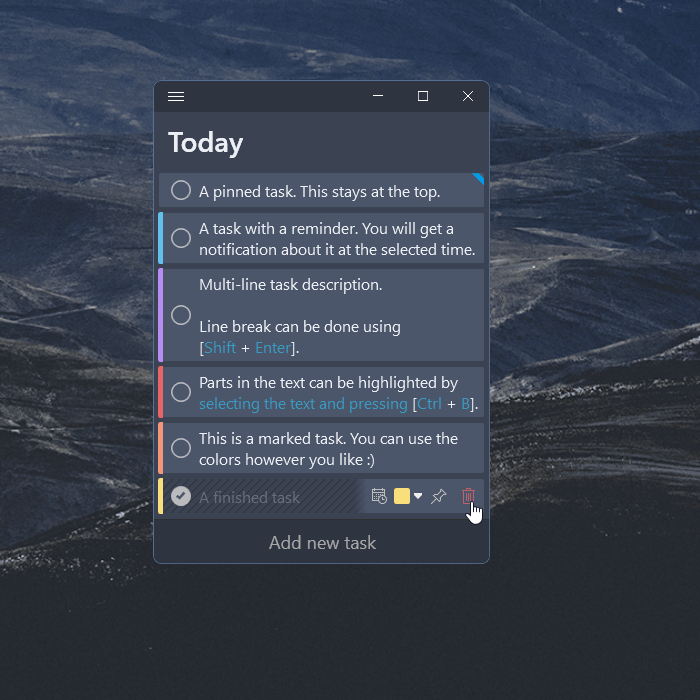 Today
A pinned task. This stays at the top.
A task with a reminder. You will get a
notification about it at the selected time.
Multi-line task description.
Line break can be done using
[Shift + Enter].
Parts in the text can be highlighted by
selecting the text and pressing [Ctrl + B].
This is a marked task. You can use the
colors however you like :)
A finished task
Add new task